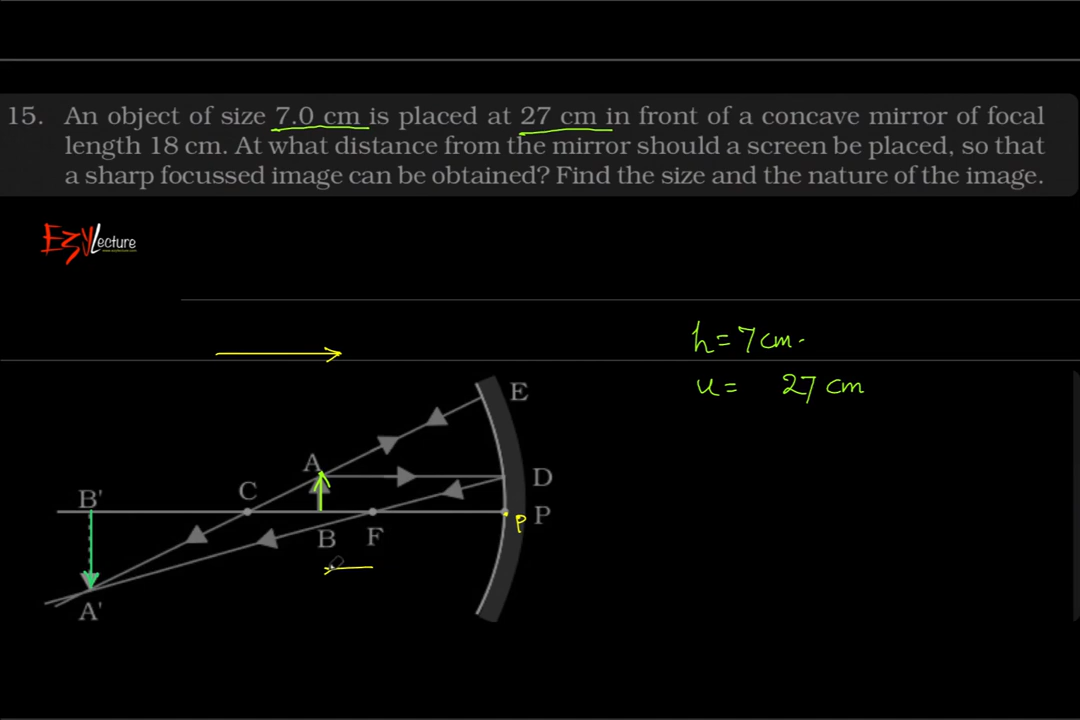 15. An object of size 7.0 cm is placed at 27 cm in front of a concave mirror of focal
length 18 cm. At what distance from the mirror should a screen be placed, so that
a sharp focussed image can be obtained? Find the size and the nature of the image.
EzyLecture
h = 7 cm.
u = 27 cm
E
A
D
C
B'
P P
B F
A'